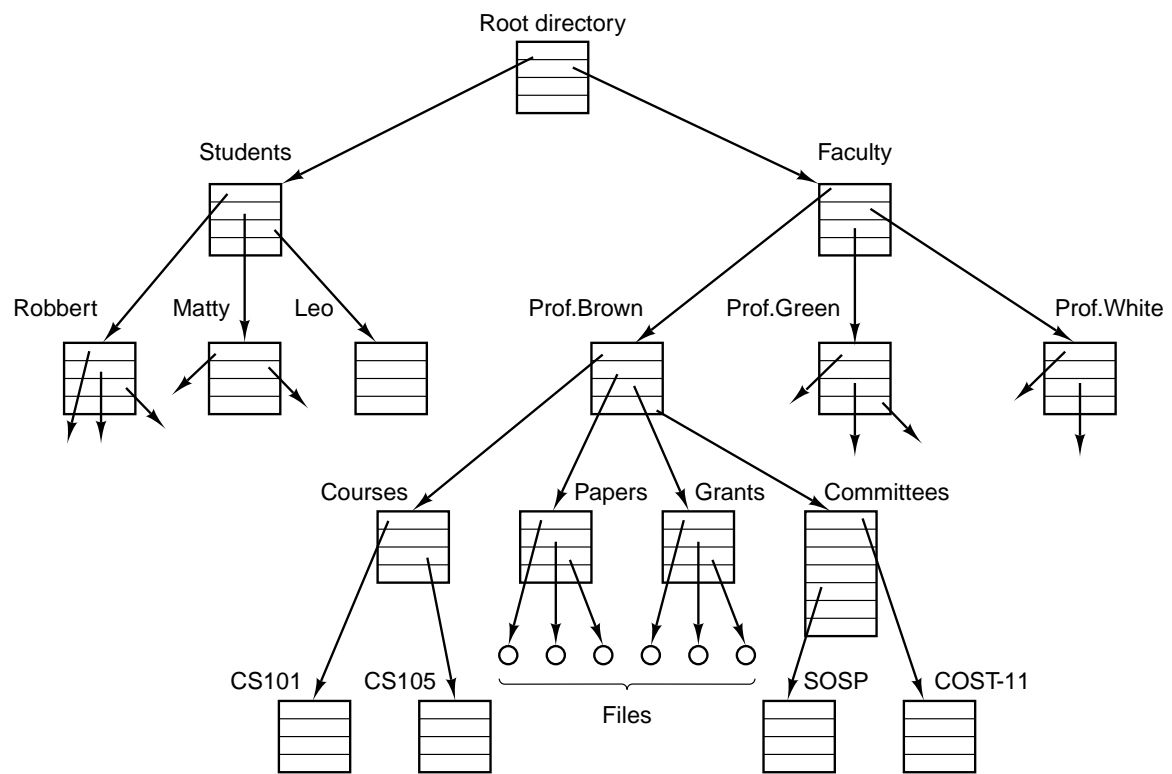 Root directory
Students
Faculty
Robbert
Matty
Leo
Prof.Brown
Prof.Green
Prof.White
Courses
Papers
Grants
Committees
CS101
CS105
SOSP
COST-11
Files